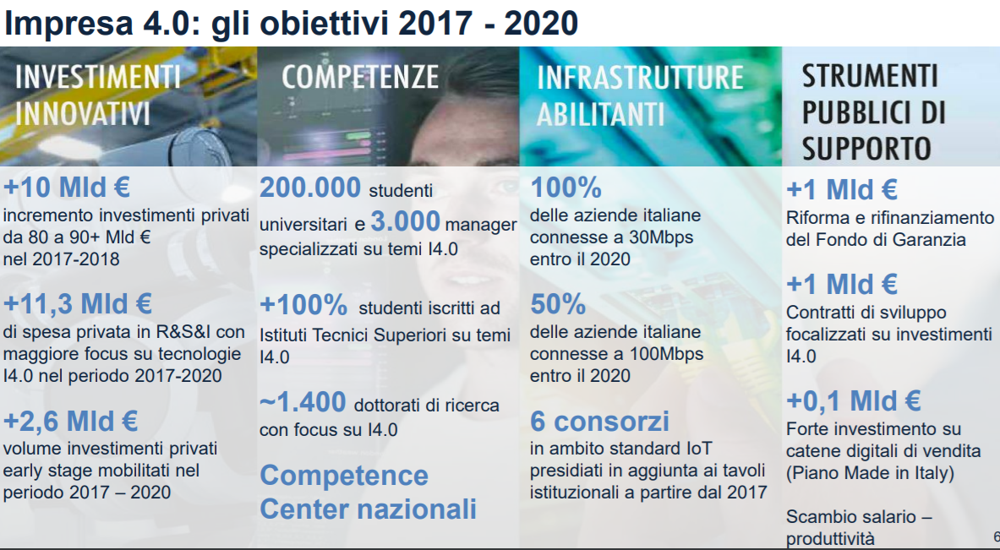 Impresa 4.0: gli obiettivi 2017 - 2020
INVESTIMENTI
INNOVATIVI
+10 Mld €
incremento investimenti privati
da 80 a 90+ Mld €
nel 2017-2018
+11,3 Mld €
di spesa privata in R&S&I con
maggiore focus su tecnologie
I4.0 nel periodo 2017-2020
+2,6 Mld €
volume investimenti privati
early stage mobilitati nel
periodo 2017 – 2020
COMPETENZE
200.000 studenti
universitari e 3.000 manager
specializzati su temi I4.0
+100% studenti iscritti ad
Istituti Tecnici Superiori su temi
I4.0
~1.400 dottorati di ricerca
con focus su I4.0
Competence
Center nazionali
INFRASTRUTTURE
ABILITANTI
100%
delle aziende italiane
connesse a 30Mbps
entro il 2020
50%
delle aziende italiane
connesse a 100Mbps
entro il 2020
6 consorzi
in ambito standard IoT
presidiati in aggiunta ai tavoli
istituzionali a partire dal 2017
STRUMENTI
PUBBLICI DI
SUPPORTO
+1 Mld €
Riforma e rifinanziamento
del Fondo di Garanzia
+1 Mld €
Contratti di sviluppo
focalizzati su investimenti
I4.0
+0,1 Mld €
Forte investimento su
catene digitali di vendita
(Piano Made in Italy)
Scambio salario –
produttività
6